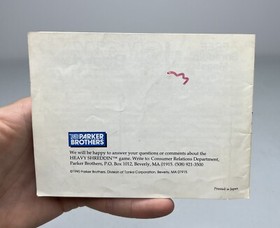 PARKER
BROTHERS
We will be happy to answer your questions or comments about the
HEAVY SHREDDIN'™ game. Write to: Consumer Relations Department,
Parker Brothers, P.O. Box 1012, Beverly, MA 01915. (508) 921-3500
©1990 Parker Brothers, Division of Tonka Corporation, Beverly, MA 01915
Printed in Japan